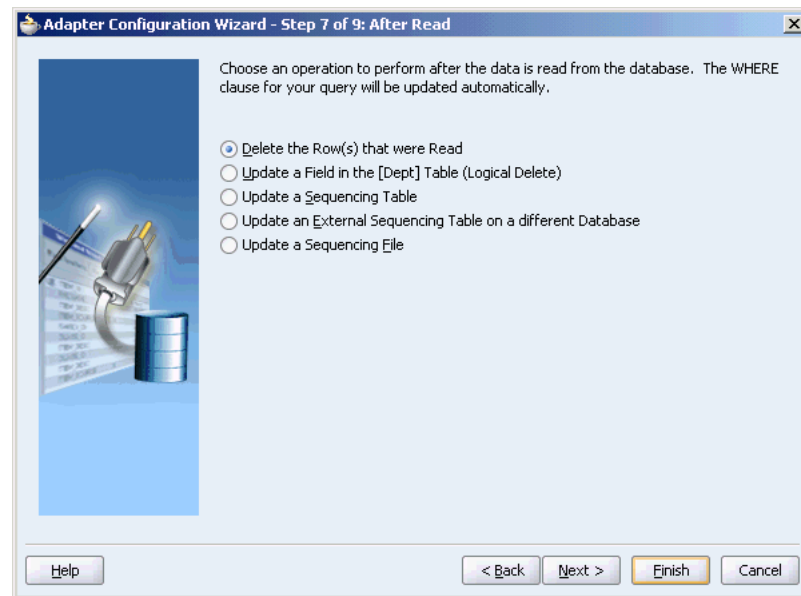 Adapter Configuration Wizard - Step 7 of 9: After Read
Choose an operation to perform after the data is read from the database. The WHERE
clause for your query will be updated automatically.
Delete the Row(s) that were Read
Update a Field in the [Dept] Table (Logical Delete)
Update a Sequencing Table
Update an External Sequencing Table on a different Database
Update a Sequencing File
Help
< Back
Next >
Finish
Cancel